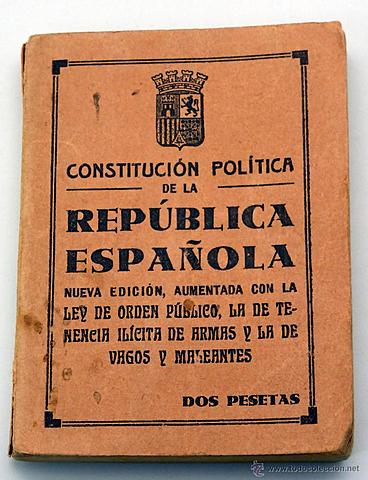 CONSTITUCIÓN POLÍTICA
DE LA
REPÚBLICA
ESPAÑOLA
NUEVA EDICIÓN, AUMENTADA CON LA
LEY DE ORDEN PÚBLICO, LA DE TE-
NENCIA ILÍCITA DE ARMAS Y LA DE
VAGOS Y MALEANTES
DOS PESETAS
www.todocoleccion.net